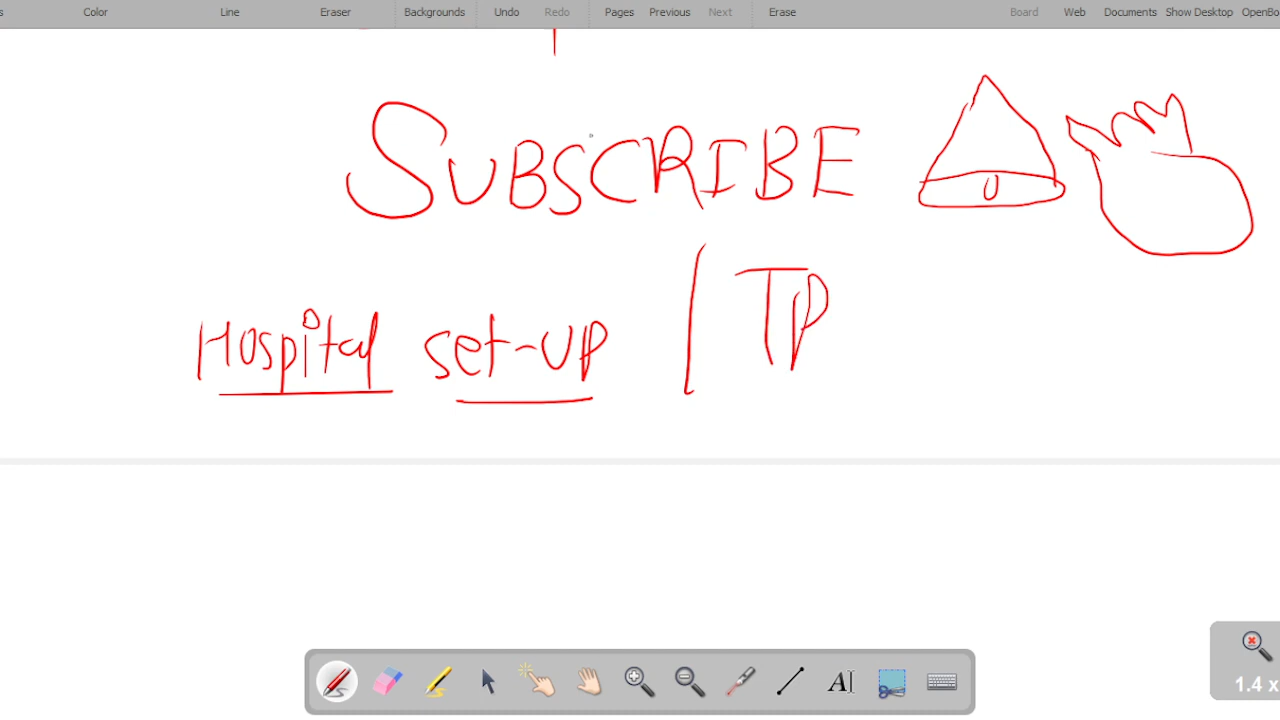 Color Line Eraser Backgrounds Undo Redo Pages Previous Next Erase Board Web Documents Show Desktop OpenBo
SUBSCRIBE
Hospital set-up | TP
1.4 x